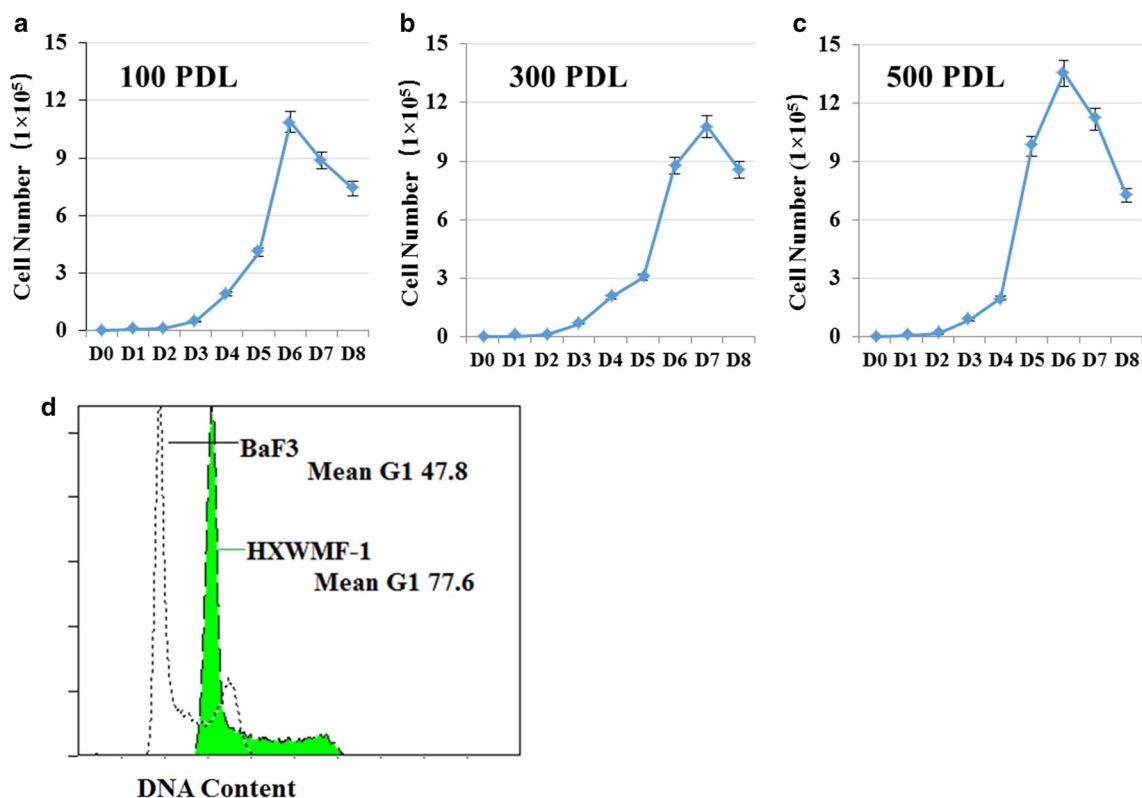 a
15
12
9
6
3
0
Cell Number (1×10⁵)
100 PDL
D0 D1 D2 D3 D4 D5 D6 D7 D8
b
15
12
9
6
3
0
Cell Number (1×10⁵)
300 PDL
D0 D1 D2 D3 D4 D5 D6 D7 D8
c
15
12
9
6
3
0
Cell Number (1×10⁵)
500 PDL
D0 D1 D2 D3 D4 D5 D6 D7 D8
d
BaF3
Mean G1 47.8
HXWMF-1
Mean G1 77.6
DNA Content